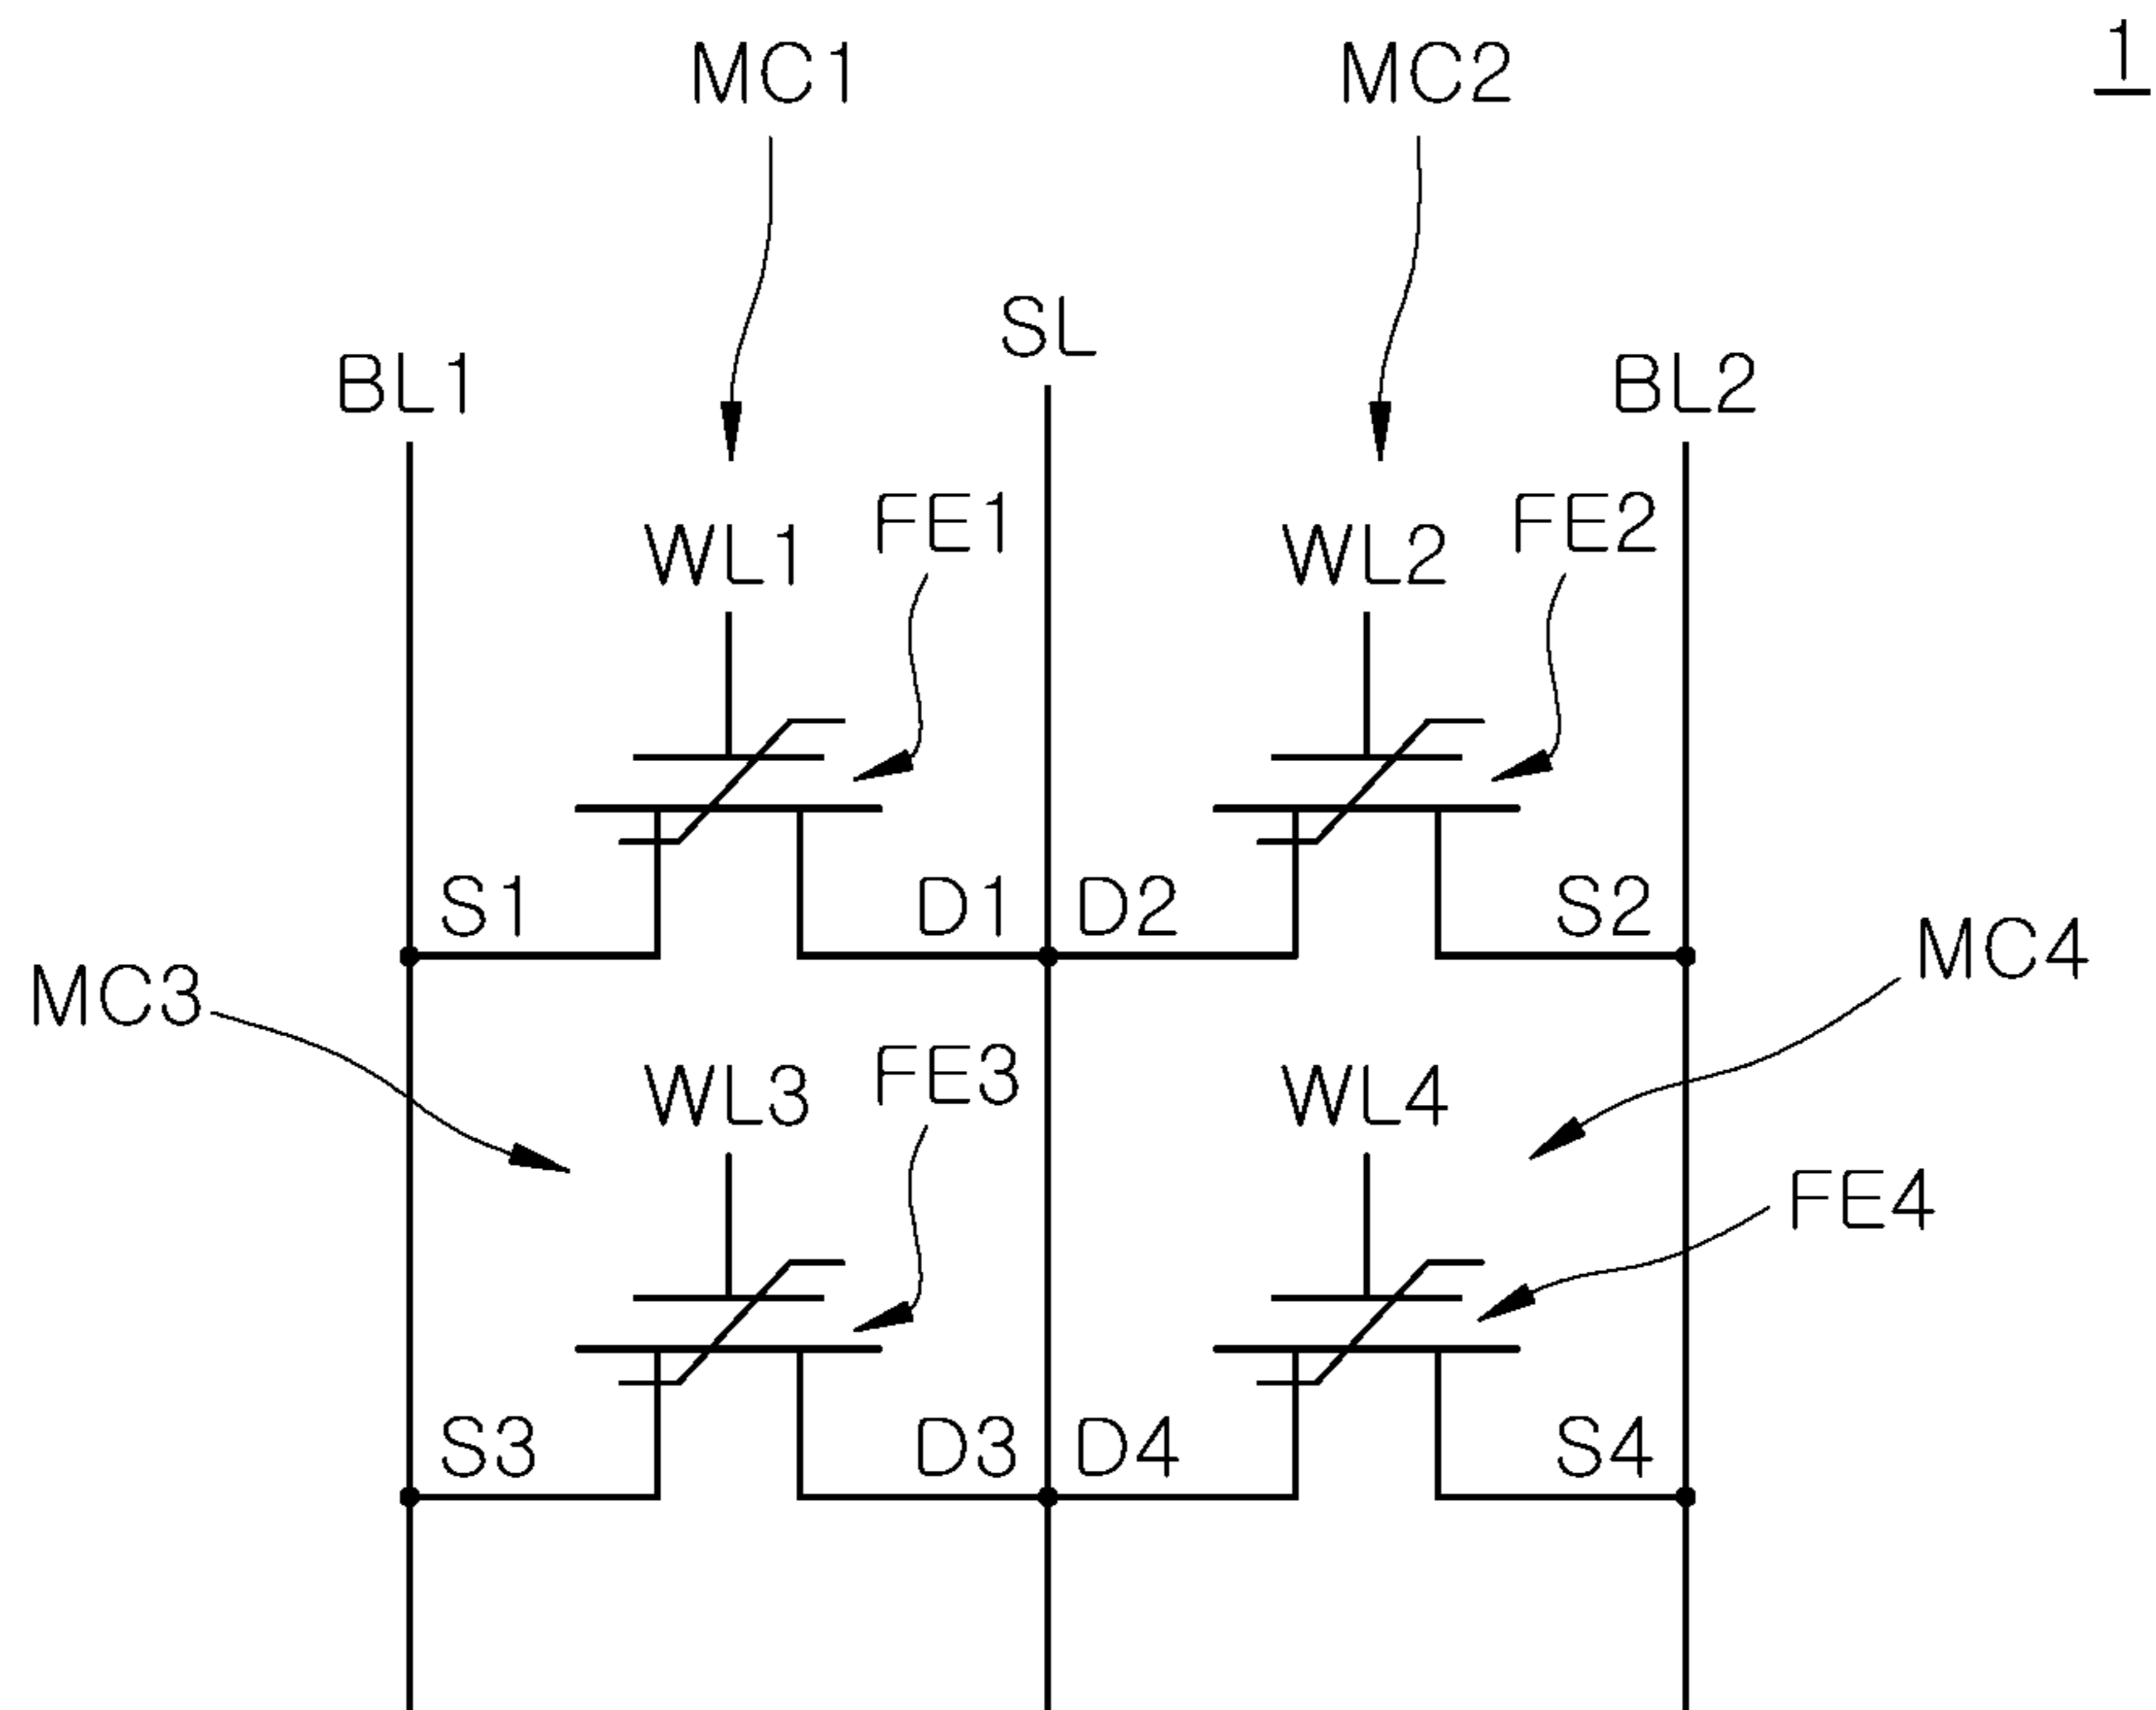 1
MC1 MC2
SL
BL1 BL2
FE1 FE2
WL1 WL2
S1 D1 D2 S2
MC4
MC3
FE3
WL3 WL4
FE4
S3 D3 D4 S4